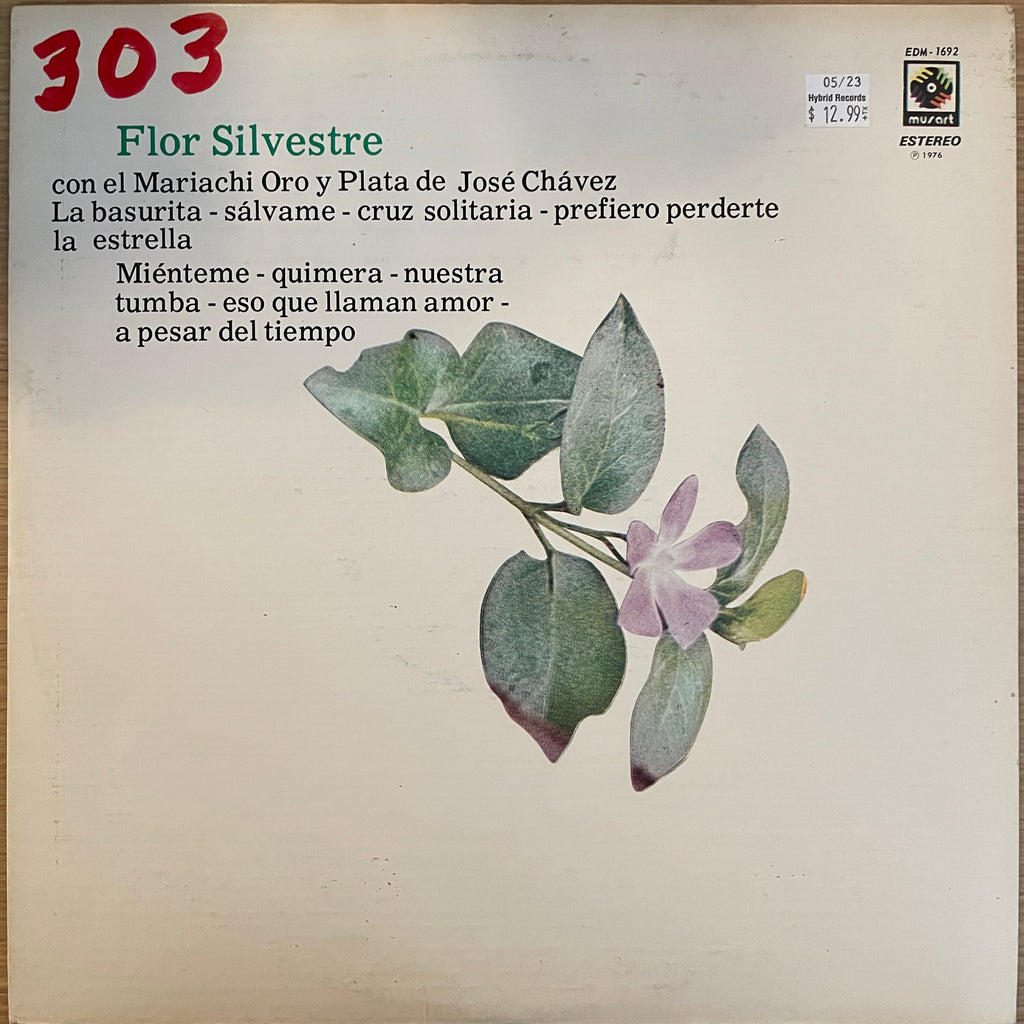 303
EDM-1692
musart
ESTEREO
℗ 1976
05/23
Hybrid Records
$ 12.99
Flor Silvestre
con el Mariachi Oro y Plata de José Chávez
La basurita - sálvame - cruz solitaria - prefiero perderte
la estrella
Miénteme - quimera - nuestra
tumba - eso que llaman amor -
a pesar del tiempo